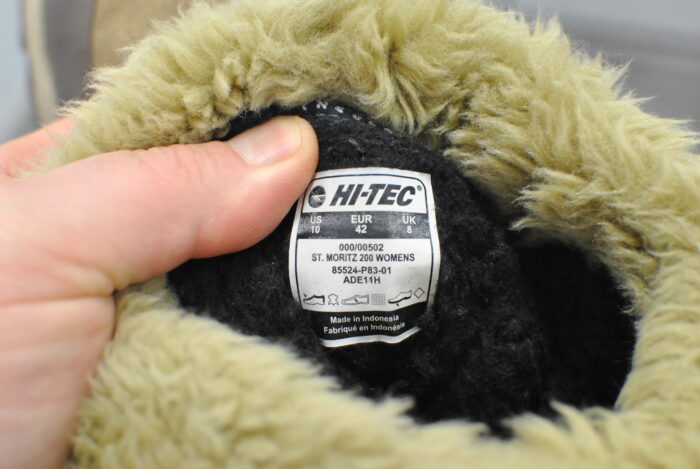 HI-TEC®
US EUR UK
10 42 8
000/00502
ST. MORITZ 200 WOMENS
85524-P83-01
ADE11H
Made in Indonesia
Fabriqué en Indonésie